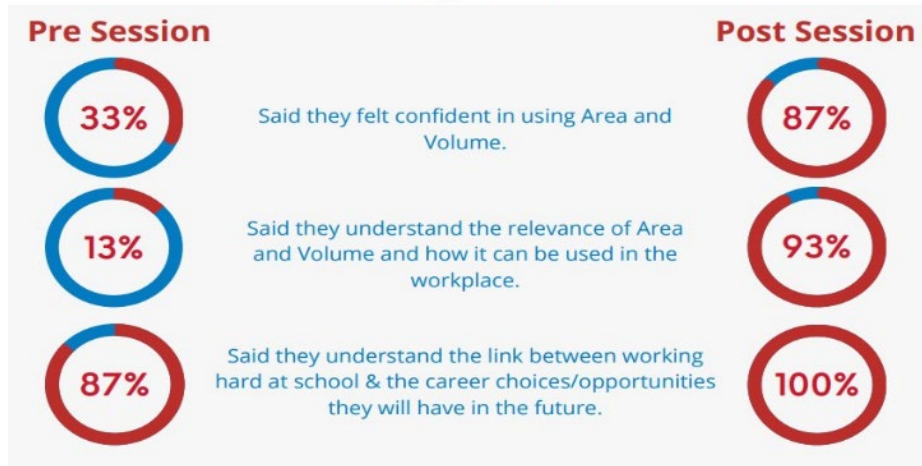 Pre Session
Post Session
33%
Said they felt confident in using Area and
Volume.
87%
13%
Said they understand the relevance of Area
and Volume and how it can be used in the
workplace.
93%
87%
Said they understand the link between working
hard at school & the career choices/opportunities
they will have in the future.
100%